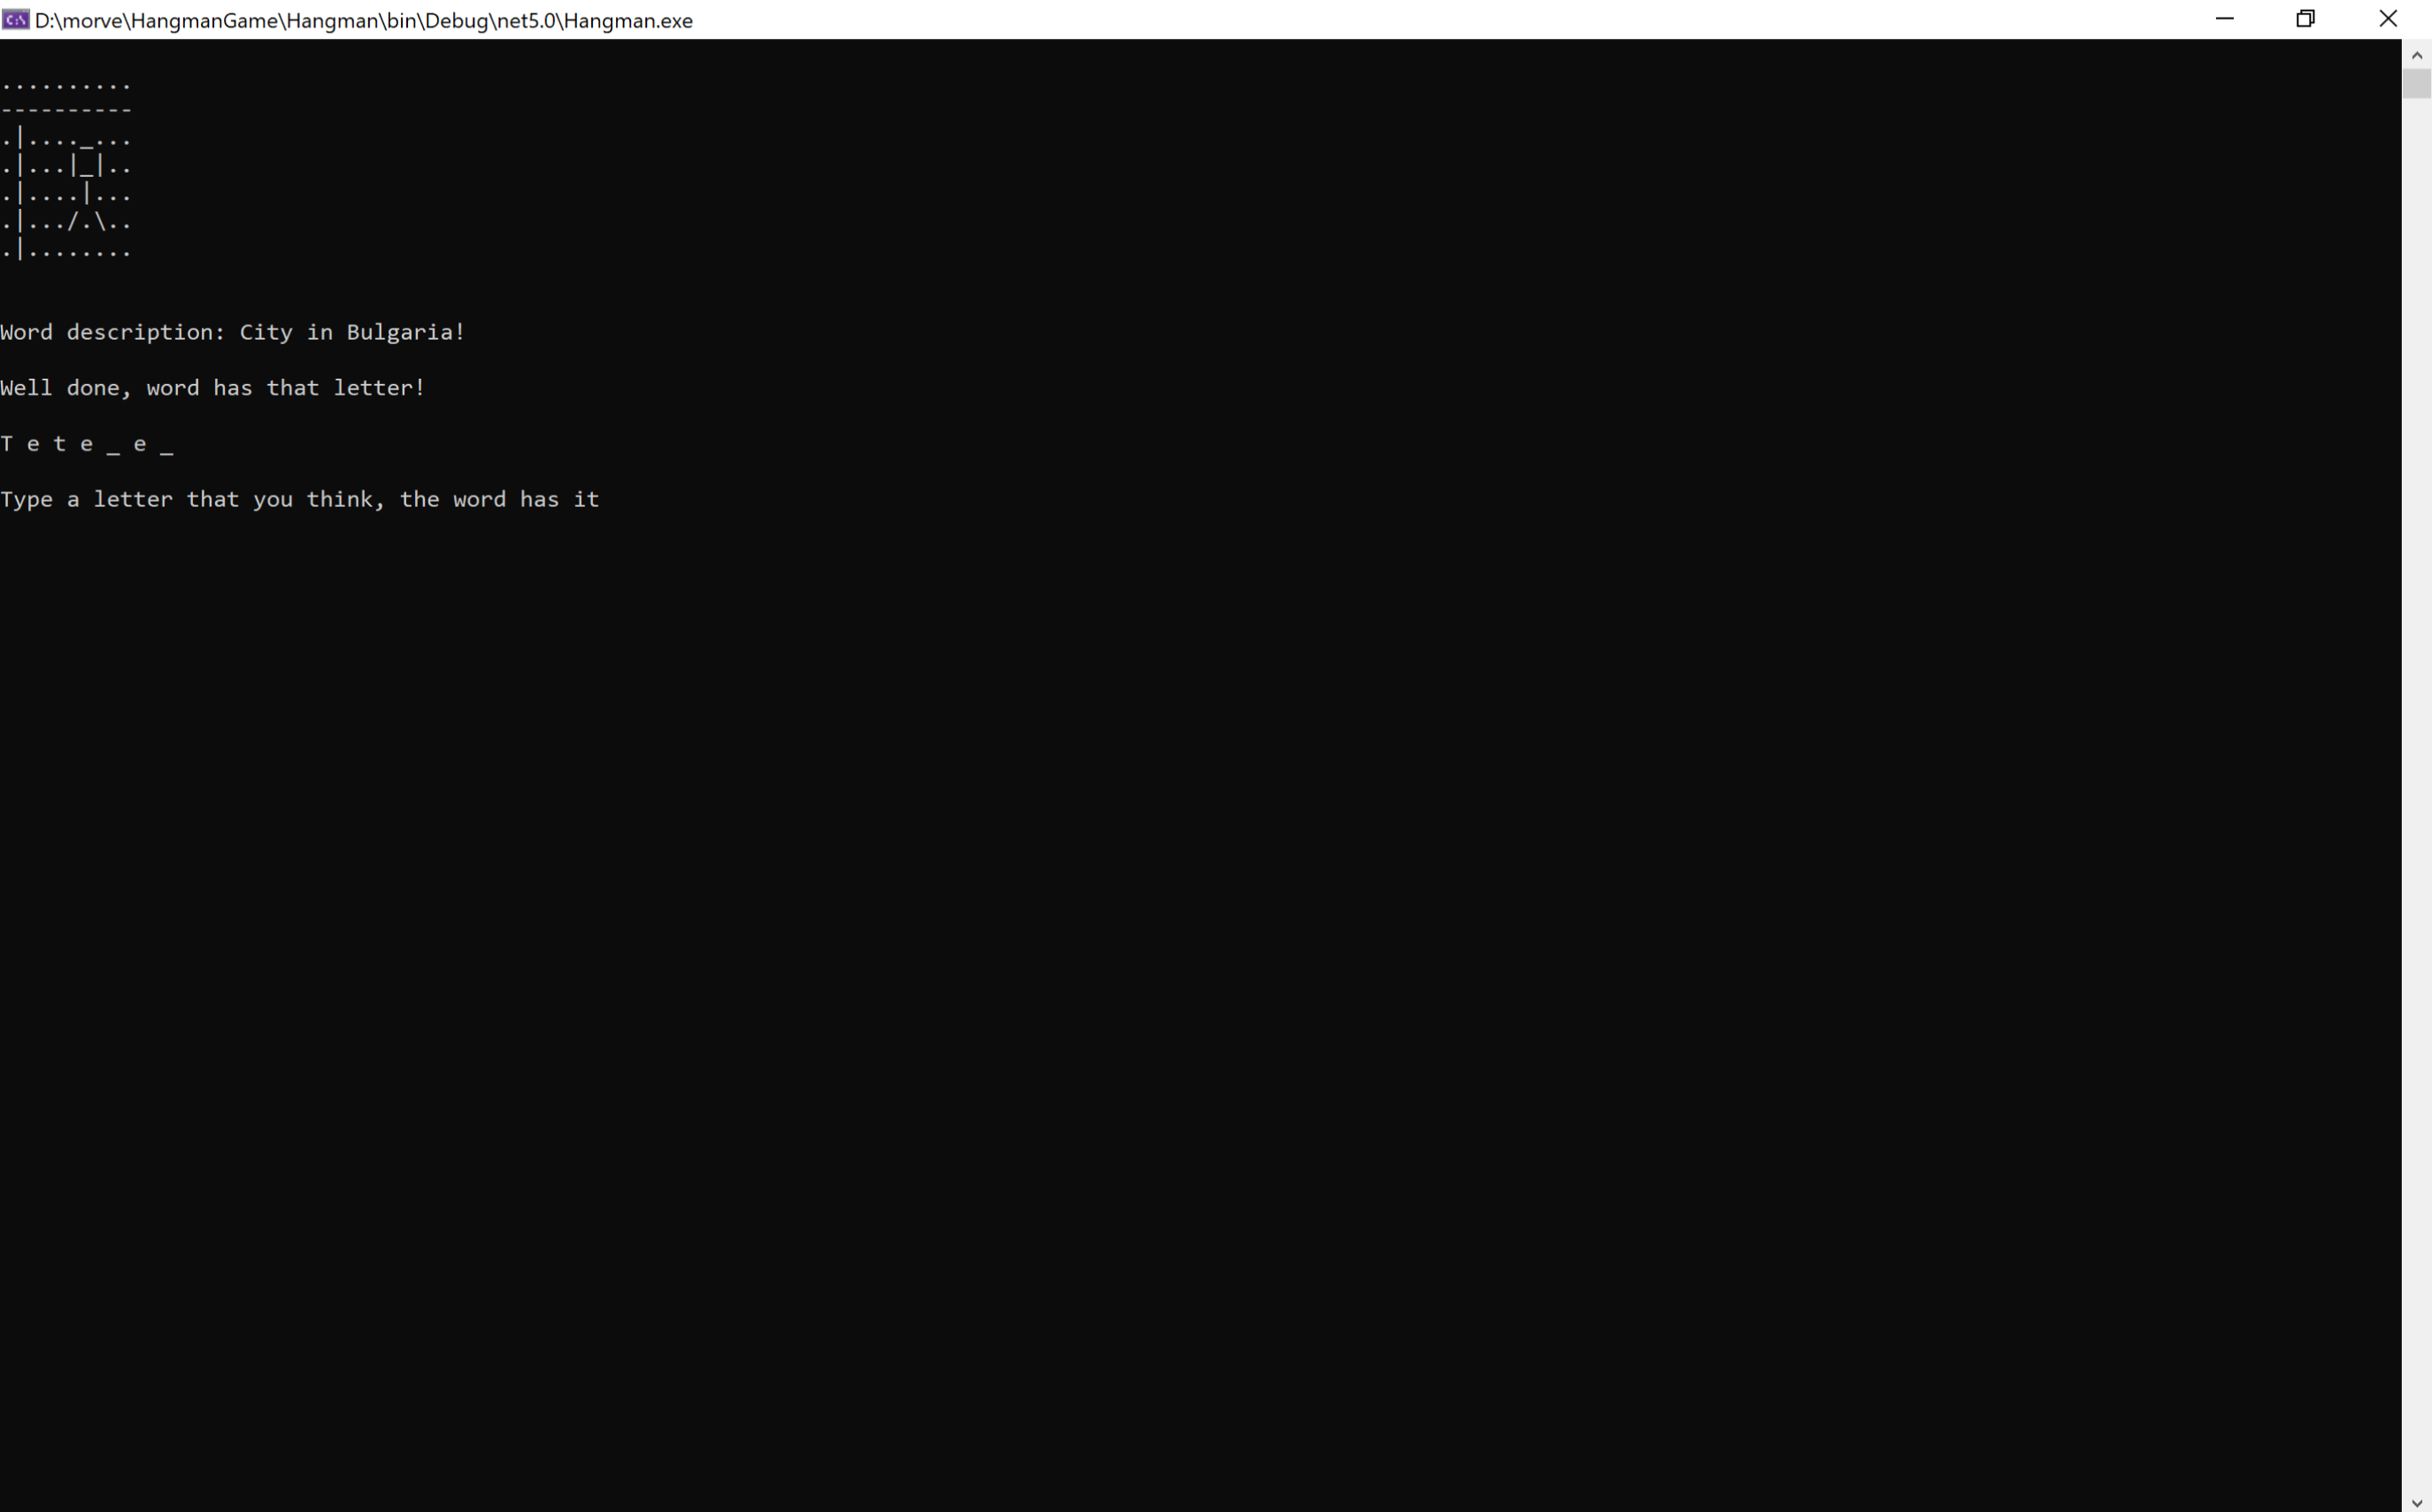 D:\morve\HangmanGame\Hangman\bin\Debug\net5.0\Hangman.exe
..........
----------
.|...._...
.|...|_|..
.|....|...
.|.../.\..
.|........
Word description: City in Bulgaria!
Well done, word has that letter!
T e t e _ e _
Type a letter that you think, the word has it